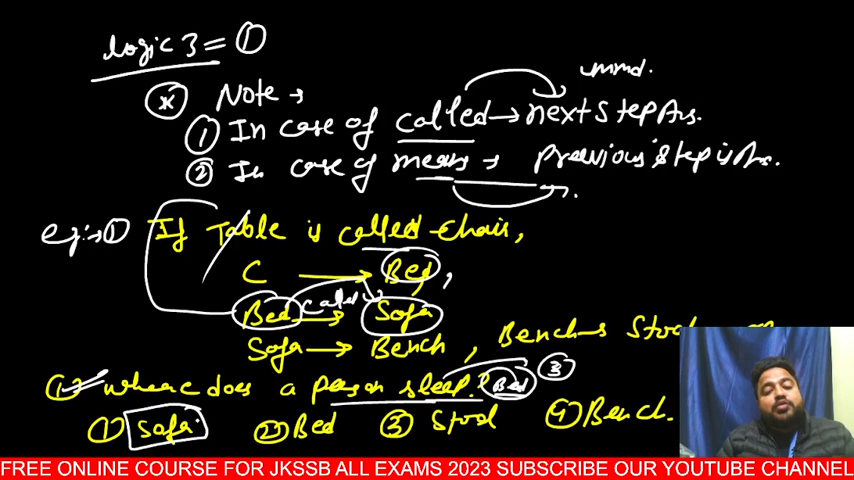 logic 3 = ①
* Note →
immd.
① In case of called → next step Ans.
② In case of means → previous step is Ans.
eg:→ ① If Table is called chair,
C → Bed,
Bed called → Sofa
Sofa → Bench, Bench → Stool
① where does a person sleep? Bed ③
① Sofa. ② Bed ③ Stool ④ Bench.
FREE ONLINE COURSE FOR JKSSB ALL EXAMS 2023 SUBSCRIBE OUR YOUTUBE CHANNEL